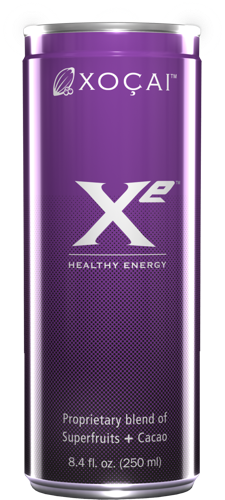 XOÇAI™
Xe™
HEALTHY ENERGY
Proprietary blend of
Superfruits + Cacao
8.4 fl. oz. (250 ml)